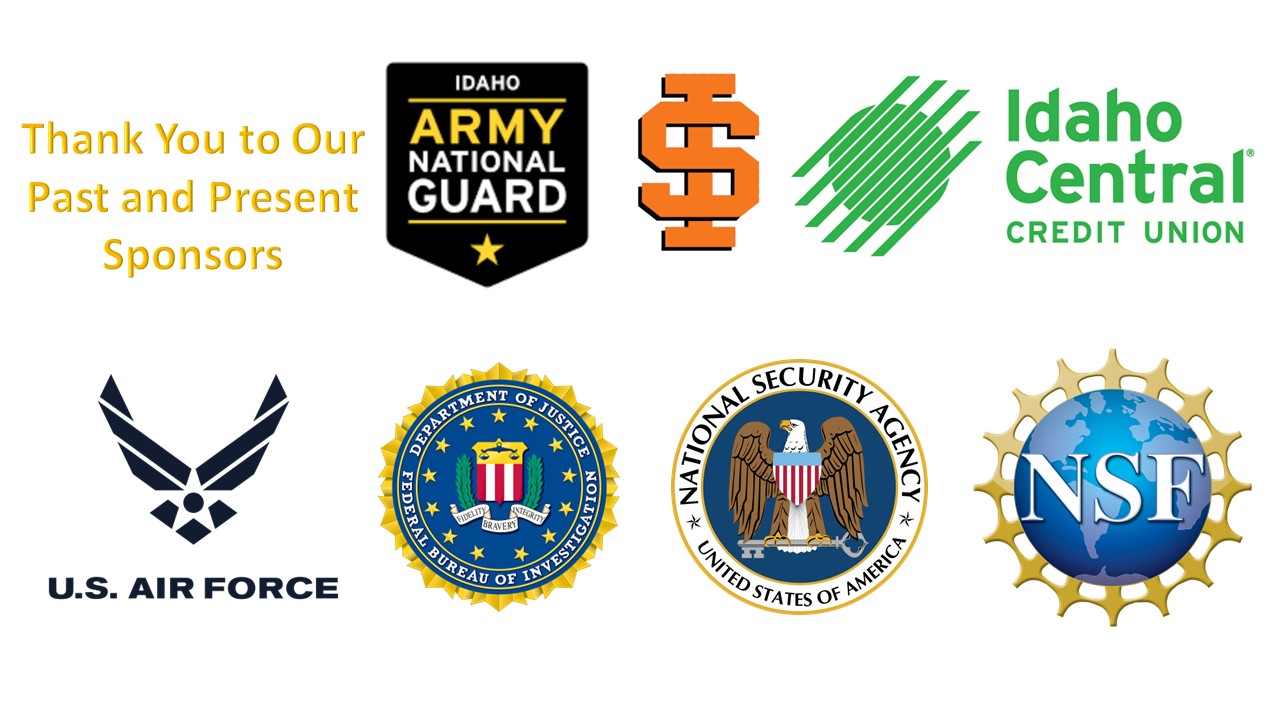 Thank You to Our
Past and Present
Sponsors
IDAHO
ARMY
NATIONAL
GUARD
IS
Idaho
Central®
CREDIT UNION
U.S. AIR FORCE
DEPARTMENT OF JUSTICE
FIDELITY
BRAVERY
INTEGRITY
FEDERAL BUREAU OF INVESTIGATION
NATIONAL SECURITY AGENCY
UNITED STATES OF AMERICA
NSF